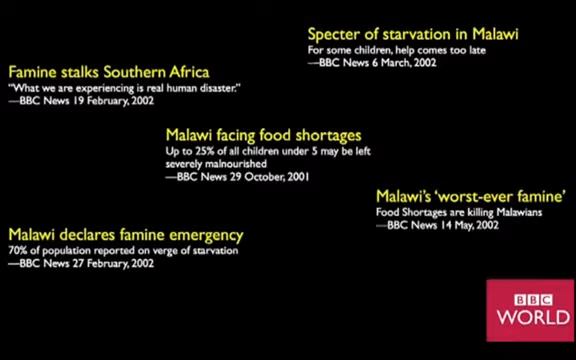 Specter of starvation in Malawi
For some children, help comes too late
—BBC News 6 March, 2002
Famine stalks Southern Africa
"What we are experiencing is real human disaster."
—BBC News 19 February, 2002
Malawi facing food shortages
Up to 25% of all children under 5 may be left
severely malnourished
—BBC News 29 October, 2001
Malawi's 'worst-ever famine'
Food Shortages are killing Malawians
—BBC News 14 May, 2002
Malawi declares famine emergency
70% of population reported on verge of starvation
—BBC News 27 February, 2002
BBC
WORLD